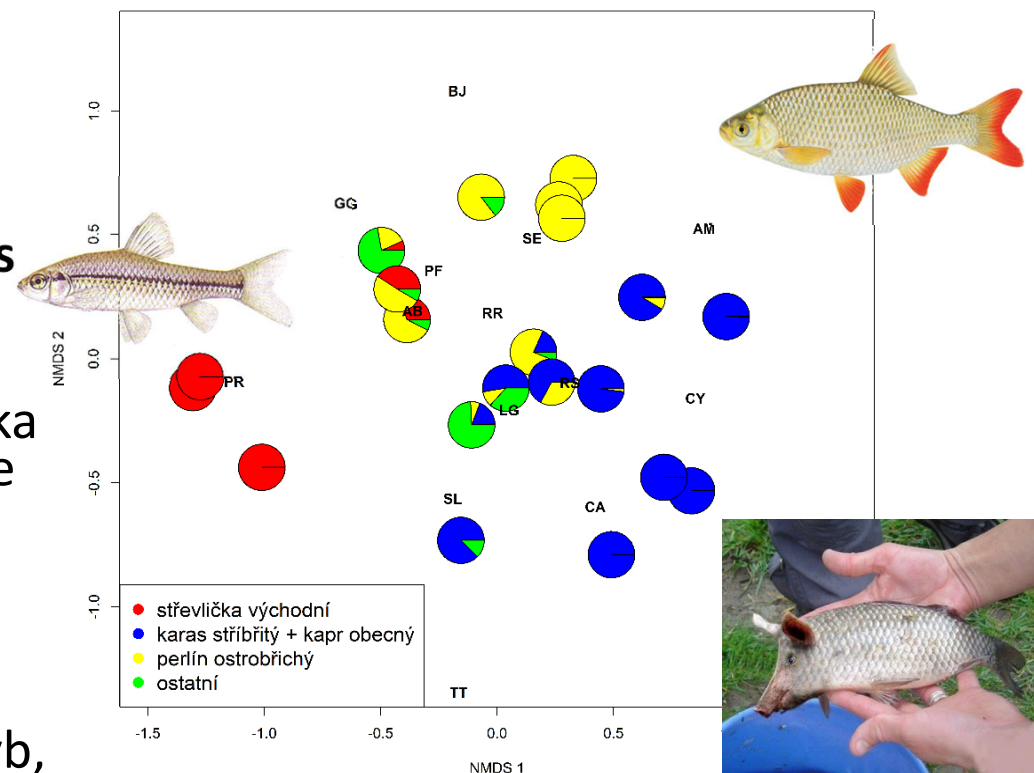 BJ
1.0
GG
0.5
AM
SE
s
PF
AB
RR
NMDS 2
0.0
PR
RS
CY
LG
ka
e
-0.5
SL
CA
-1.0
střevlička východní
karas stříbřitý + kapr obecný
perlín ostrobřichý
ostatní
TT
-1.5 -1.0 -0.5 0.0 0.5
yb,
NMDS 1